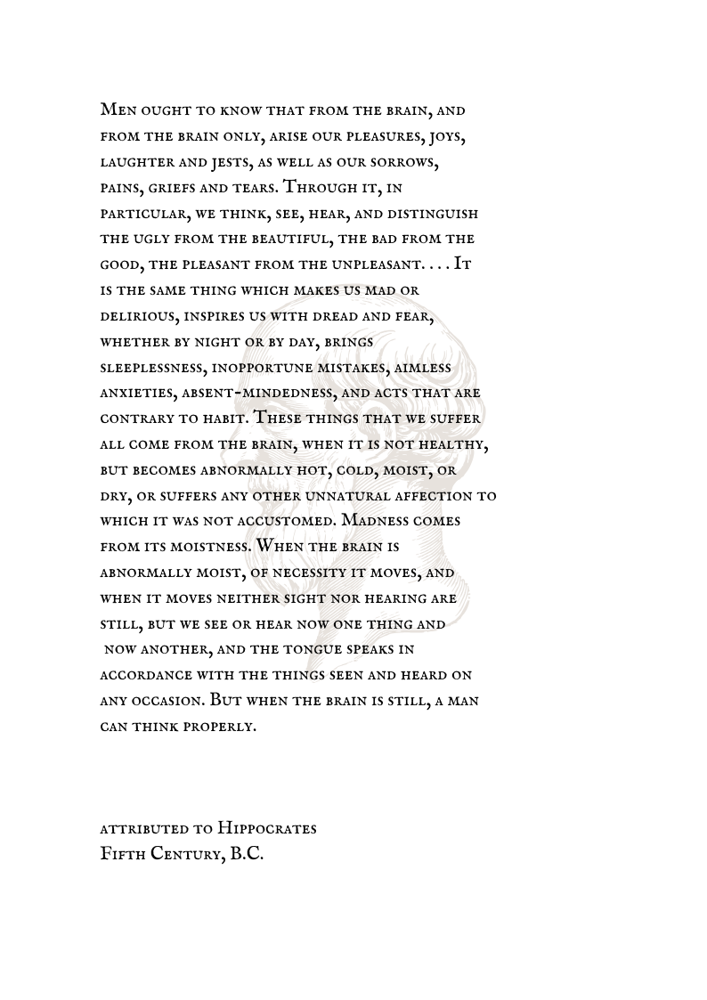 Men ought to know that from the brain, and
from the brain only, arise our pleasures, joys,
laughter and jests, as well as our sorrows,
pains, griefs and tears. Through it, in
particular, we think, see, hear, and distinguish
the ugly from the beautiful, the bad from the
good, the pleasant from the unpleasant. . . . It
is the same thing which makes us mad or
delirious, inspires us with dread and fear,
whether by night or by day, brings
sleeplessness, inopportune mistakes, aimless
anxieties, absent-mindedness, and acts that are
contrary to habit. These things that we suffer
all come from the brain, when it is not healthy,
but becomes abnormally hot, cold, moist, or
dry, or suffers any other unnatural affection to
which it was not accustomed. Madness comes
from its moistness. When the brain is
abnormally moist, of necessity it moves, and
when it moves neither sight nor hearing are
still, but we see or hear now one thing and
now another, and the tongue speaks in
accordance with the things seen and heard on
any occasion. But when the brain is still, a man
can think properly.
attributed to Hippocrates
Fifth Century, B.C.